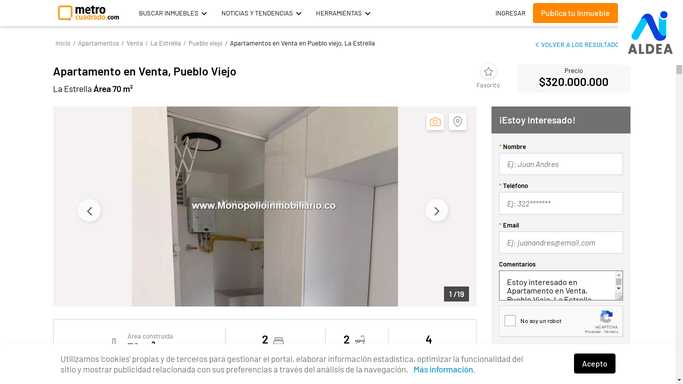 metro
cuadrado.com
BUSCAR INMUEBLES
NOTICIAS Y TENDENCIAS
HERRAMIENTAS
INGRESAR
Publica tu Inmueble
AI
ALDEA
Inicio / Apartamentos / Venta / La Estrella / Pueblo viejo / Apartamentos en Venta en Pueblo viejo, La Estrella
< VOLVER A LOS RESULTADO
Apartamento en Venta, Pueblo Viejo
La Estrella Área 70 m²
Favorito
Precio
$320.000.000
www.Monopolioinmobiliario.co
1 /19
¡Estoy Interesado!
* Nombre
Ej: Juan Andres
* Teléfono
Ej: 322*******
* Email
Ej: juanandres@email.com
Comentarios
Estoy interesado en
Apartamento en Venta,
Pueblo Viejo, La Estrella
No soy un robot
reCAPTCHA
Privacidad - Términos
Área construida
2
2
4
Utilizamos 'cookies' propias y de terceros para gestionar el portal, elaborar información estadística, optimizar la funcionalidad del
sitio y mostrar publicidad relacionada con sus preferencias a través del análisis de la navegación. Más información.
Acepto